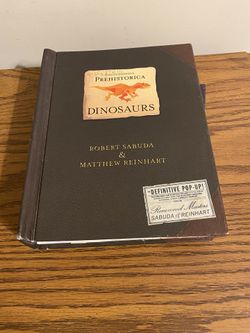 PREHISTORICA
DINOSAURS
ROBERT SABUDA
&
MATTHEW REINHART
DEFINITIVE POP-UP!
Renowned Masters
SABUDA & REINHART